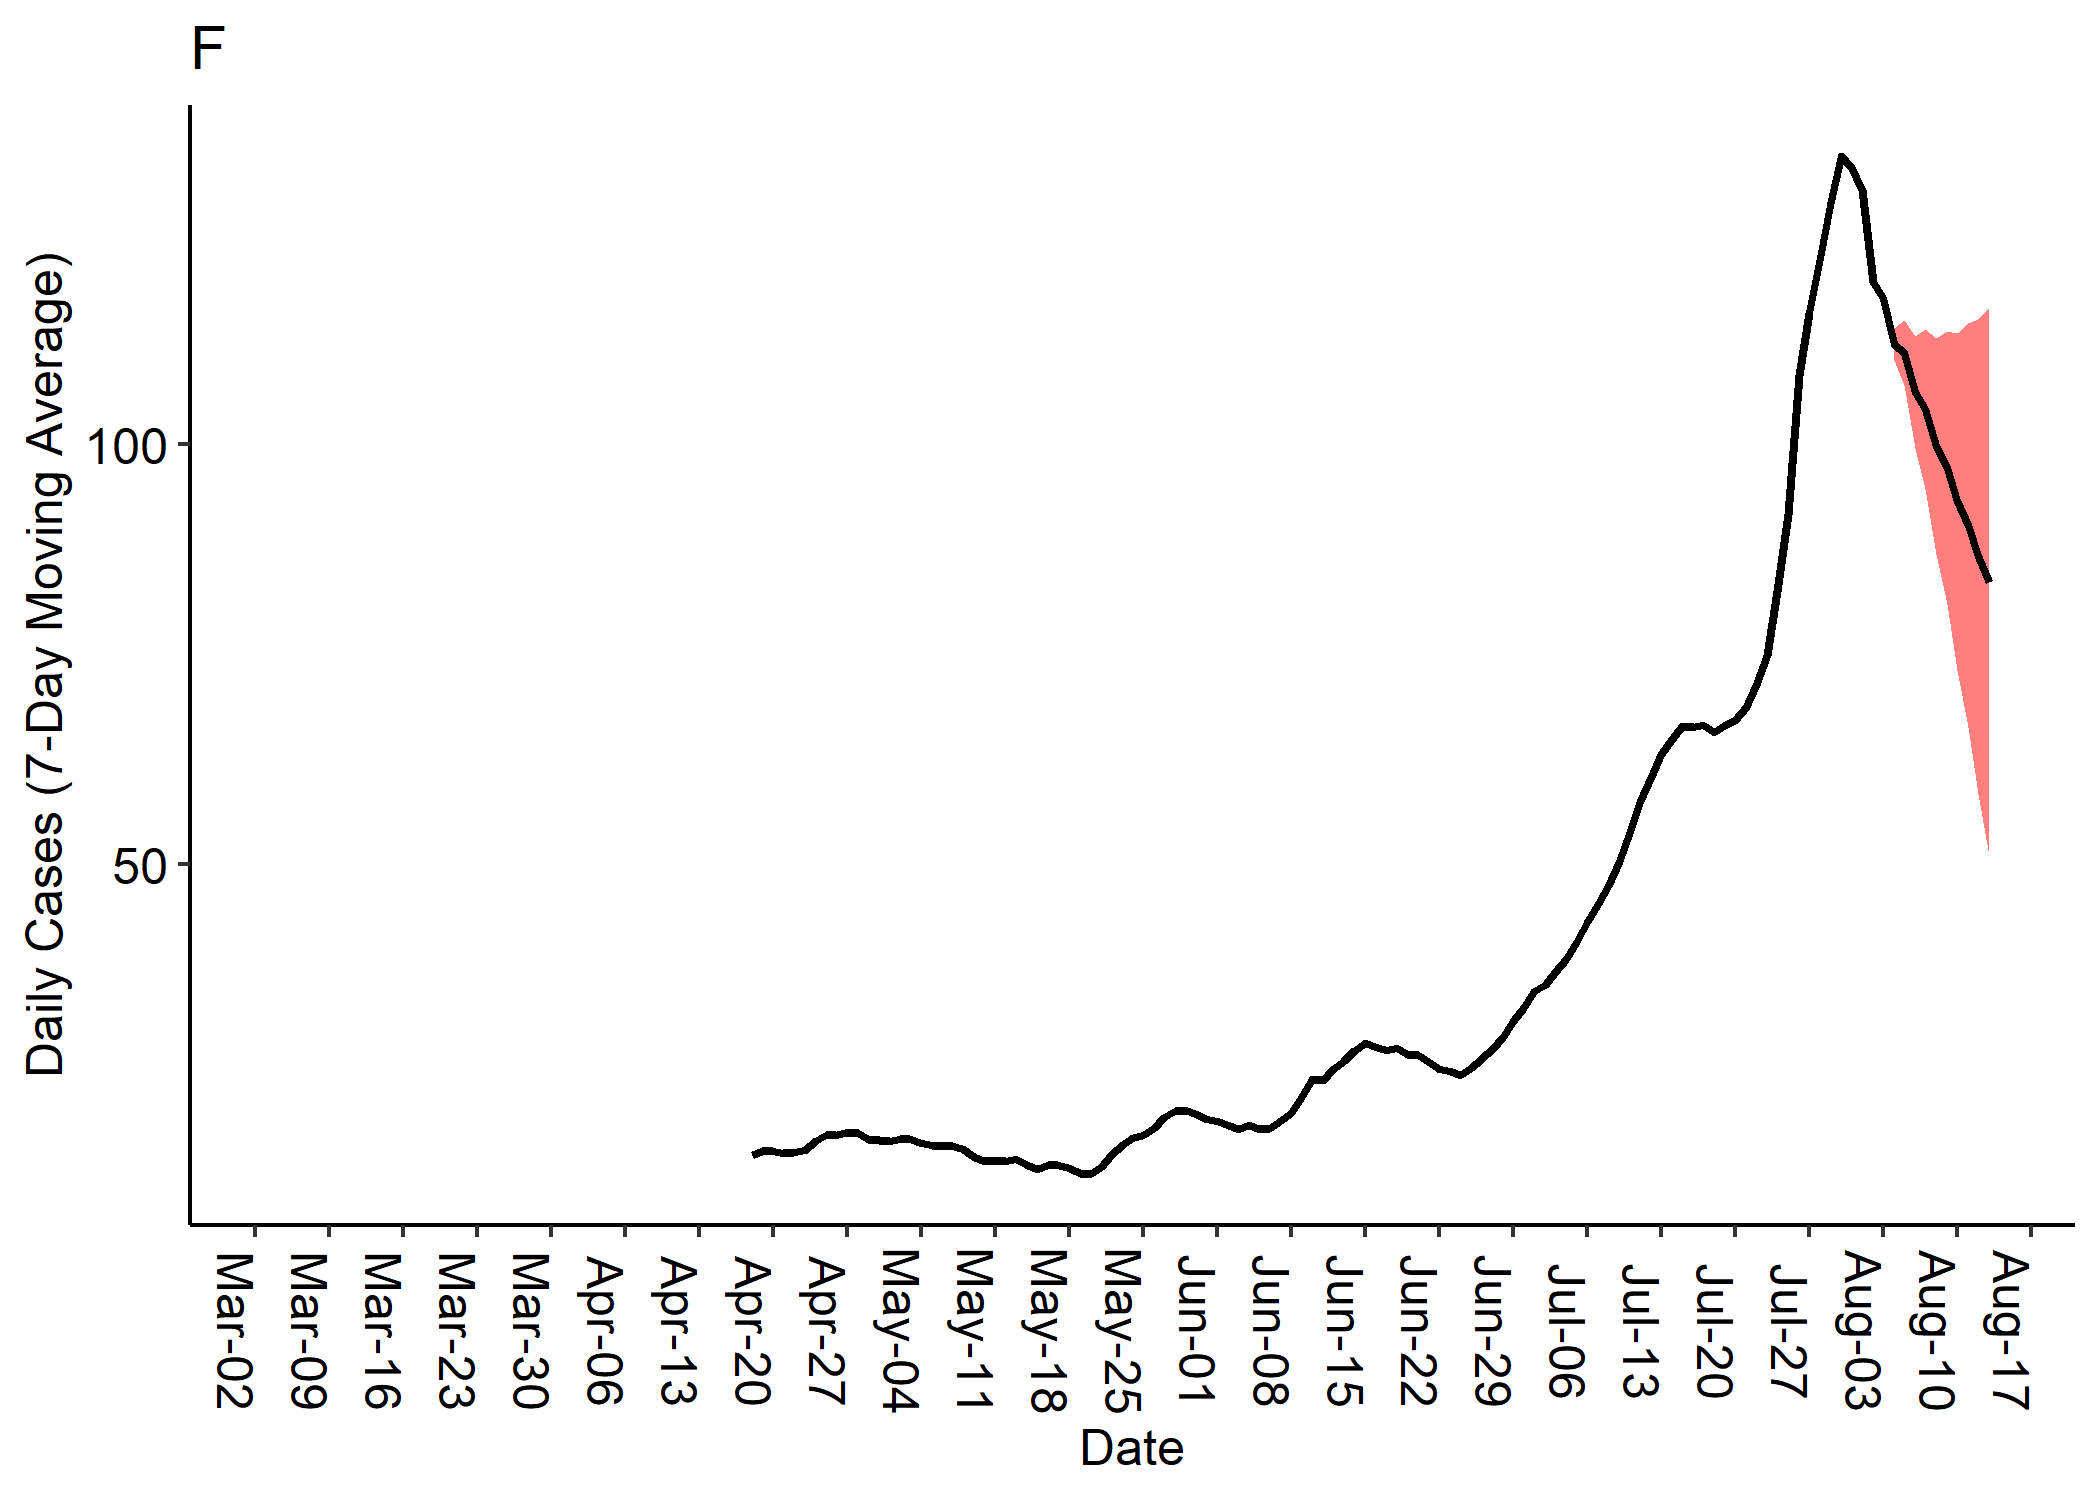 F
Daily Cases (7-Day Moving Average)
100
50
Mar-02
Mar-09
Mar-16
Mar-23
Mar-30
Apr-06
Apr-13
Apr-20
Apr-27
May-04
May-11
May-18
May-25
Jun-01
Jun-08
Jun-15
Jun-22
Jun-29
Jul-06
Jul-13
Jul-20
Jul-27
Aug-03
Aug-10
Aug-17
Date